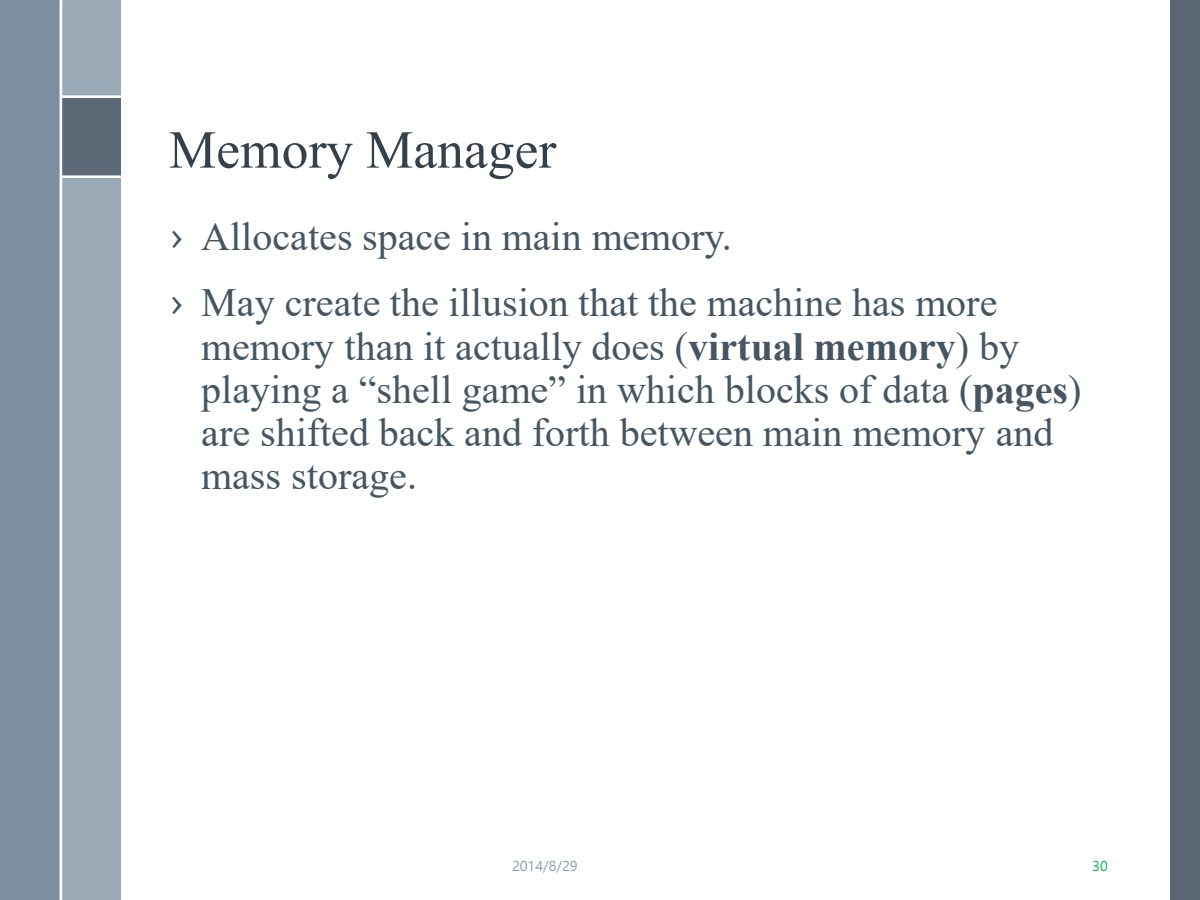 Memory Manager
› Allocates space in main memory.
› May create the illusion that the machine has more
memory than it actually does (virtual memory) by
playing a “shell game” in which blocks of data (pages)
are shifted back and forth between main memory and
mass storage.
2014/8/29
30